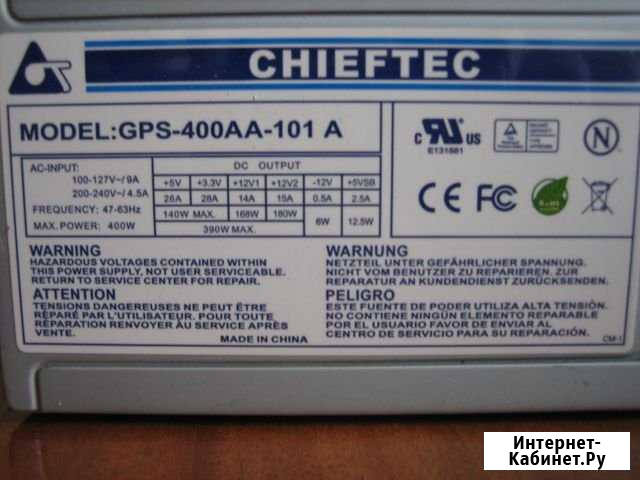 CHIEFTEC
MODEL:GPS-400AA-101 A
AC-INPUT:
100-127V~/9A
200-240V~/4.5A
FREQUENCY: 47-63Hz
MAX. POWER: 400W
DC OUTPUT
+5V +3.3V +12V1 +12V2 -12V +5VSB
26A 28A 14A 15A 0.5A 2.5A
140W MAX. 168W 180W 6W 12.5W
390W MAX.
c UL US
E131881
N
CE FC
WARNING
HAZARDOUS VOLTAGES CONTAINED WITHIN
THIS POWER SUPPLY, NOT USER SERVICEABLE.
RETURN TO SERVICE CENTER FOR REPAIR.
ATTENTION
TENSIONS DANGEREUSES NE PEUT ÊTRE
RÉPARÉ PAR L'UTILISATEUR. POUR TOUTE
RÉPARATION RENVOYER AU SERVICE APRÈS
VENTE.
WARNUNG
NETZTEIL UNTER GEFÄHRLICHER SPANNUNG.
NICHT VOM BENUTZER ZU REPARIEREN. ZUR
REPARATUR AN KUNDENDIENST ZURÜCKSENDEN.
PELIGRO
ESTE FUENTE DE PODER UTILIZA ALTA TENSIÓN.
NO CONTIENE NINGÚN ELEMENTO REPARABLE
POR EL USUARIO FAVOR DE ENVIAR AL
CENTRO DE SERVICIO PARA SU REPARACIÓN.
MADE IN CHINA
CM-1
Интернет-
Кабинет.Ру